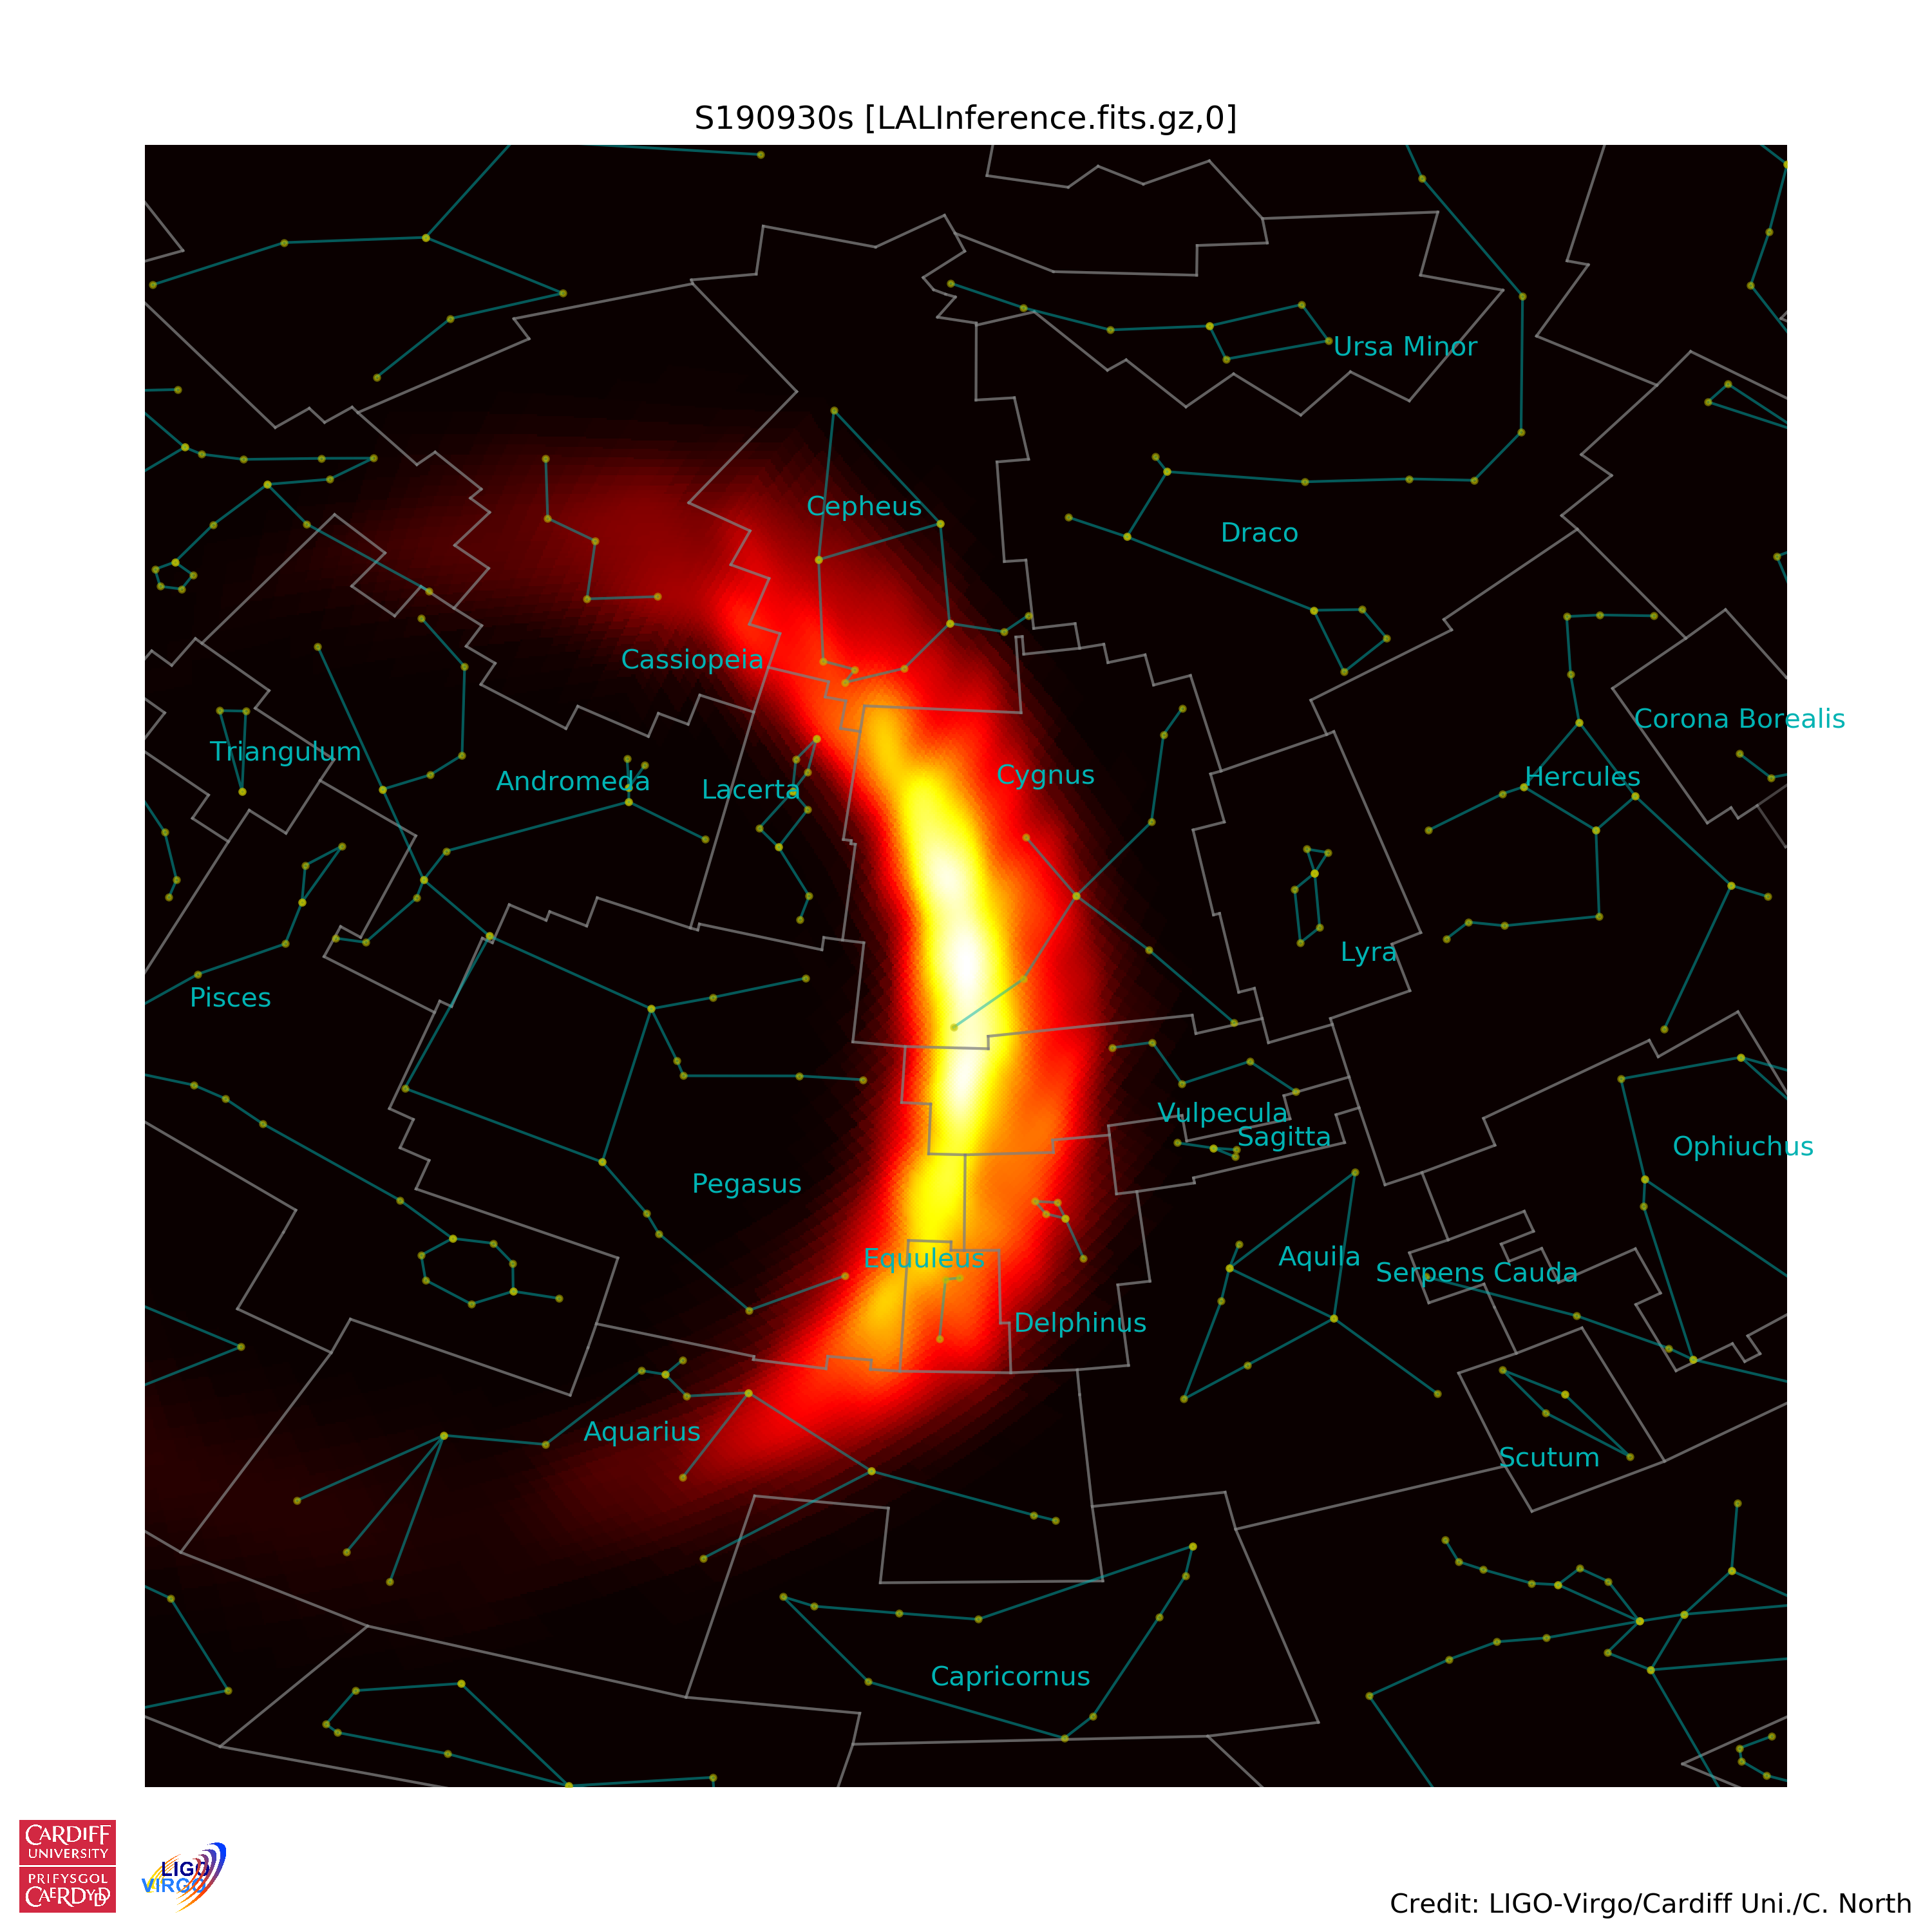 S190930s [LALInference.fits.gz,0]
Ursa Minor
Cepheus
Draco
Cassiopeia
Corona Borealis
Triangulum
Andromeda
Lacerta
Cygnus
Hercules
Lyra
Pisces
Vulpecula
Sagitta
Ophiuchus
Pegasus
Equuleus
Aquila
Serpens Cauda
Delphinus
Aquarius
Scutum
Capricornus
CARDIFF
UNIVERSITY
PRIFYSGOL
CAERDYDD
LIGO
VIRGO
Credit: LIGO-Virgo/Cardiff Uni./C. North